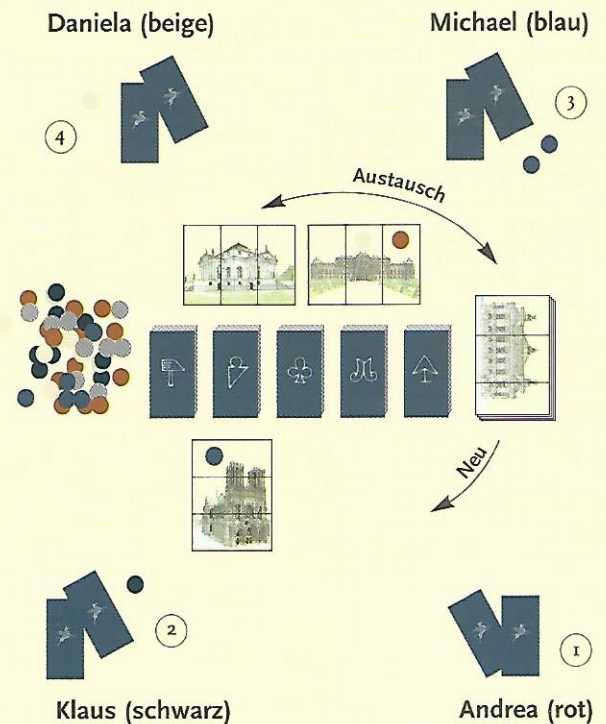 Daniela (beige)
Michael (blau)
4
3
Austausch
Neu
2
1
Klaus (schwarz)
Andrea (rot)